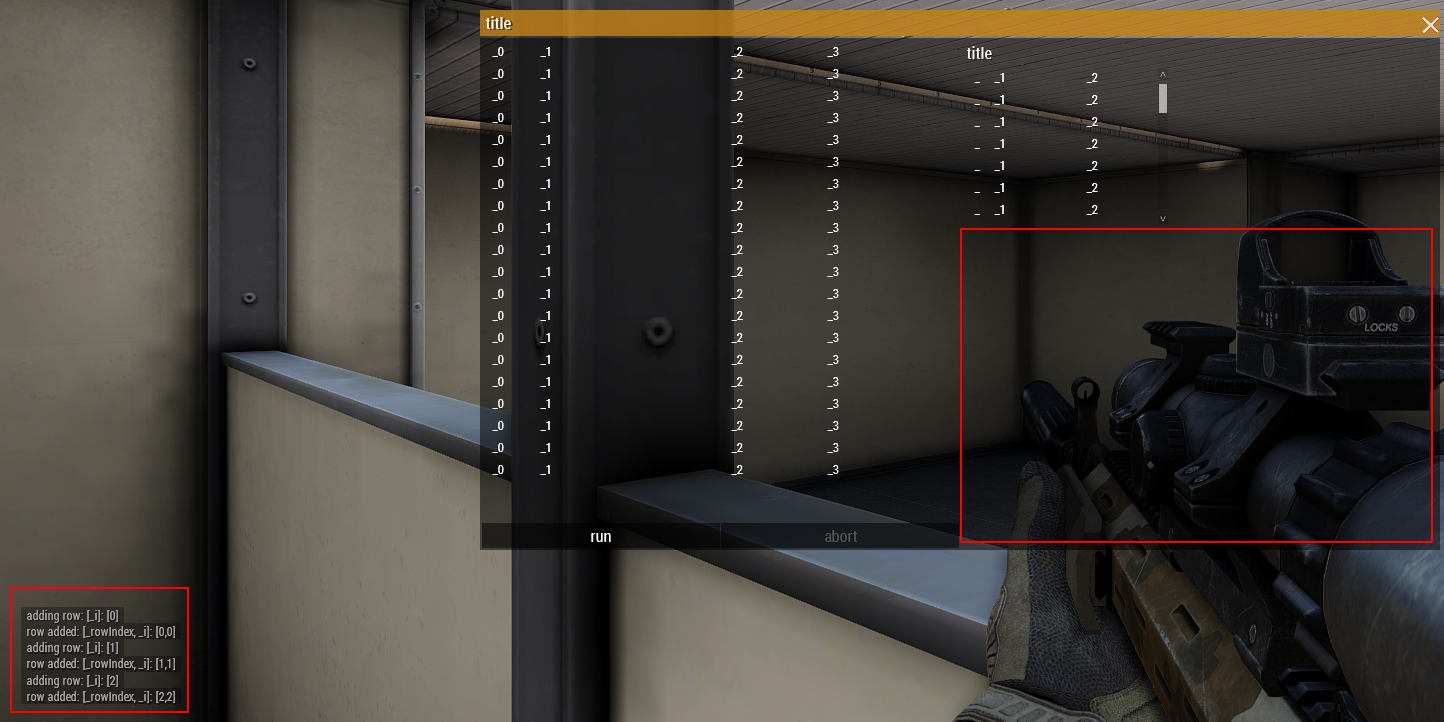 title
_0 _1 _2 _3 title
_0 _1 _2 _3 _ _1 _2
_0 _1 _2 _3 _ _1 _2
_0 _1 _2 _3 _ _1 _2
_0 _1 _2 _3 _ _1 _2
_0 _1 _2 _3 _ _1 _2
_0 _1 _2 _3 _ _1 _2
_0 _1 _2 _3 _ _1 _2
_0 _1 _2 _3
_0 _1 _2 _3
_0 _1 _2 _3
_0 _1 _2 _3
_0 _1 _2 _3
_0 _1 _2 _3
_0 _1 _2 _3
_0 _1 _2 _3
_0 _1 _2 _3
_0 _1 _2 _3
_0 _1 _2 _3
_0 _1 _2 _3
LOCKS
run abort
adding row: [_i]: [0]
row added: [_rowIndex, _i]: [0,0]
adding row: [_i]: [1]
row added: [_rowIndex, _i]: [1,1]
adding row: [_i]: [2]
row added: [_rowIndex, _i]: [2,2]